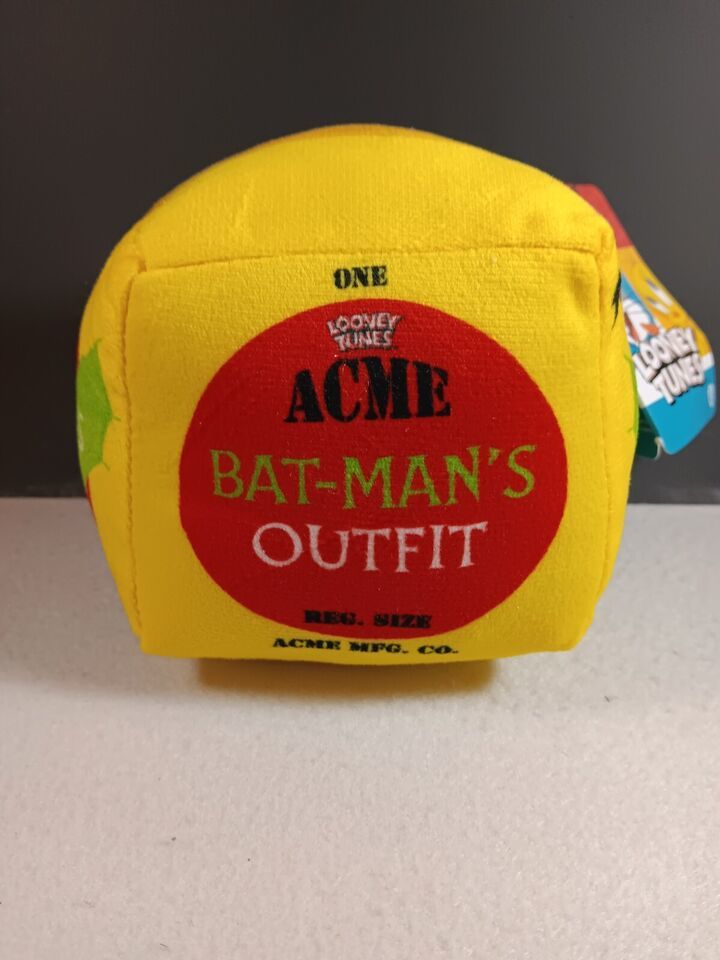 ONE
LOONEY
TUNES
ACME
BAT-MAN'S
OUTFIT
REG. SIZE
ACME MFG. CO.
LOONEY
TUNES